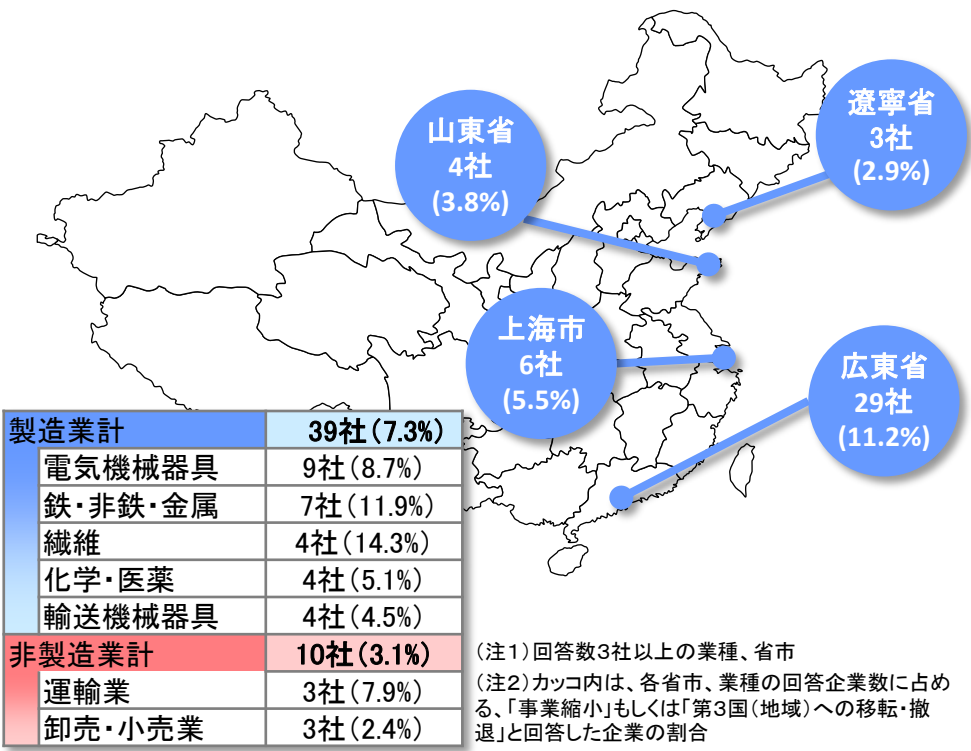 遼寧省
3社
(2.9%)
山東省
4社
(3.8%)
上海市
6社
(5.5%)
広東省
29社
(11.2%)
製造業計 39社(7.3%)
電気機械器具 9社(8.7%)
鉄・非鉄・金属 7社(11.9%)
繊維 4社(14.3%)
化学・医薬 4社(5.1%)
輸送機械器具 4社(4.5%)
非製造業計 10社(3.1%)
運輸業 3社(7.9%)
卸売・小売業 3社(2.4%)
(注1)回答数3社以上の業種、省市
(注2)カッコ内は、各省市、業種の回答企業数に占め
る、「事業縮小」もしくは「第3国(地域)への移転・撤
退」と回答した企業の割合